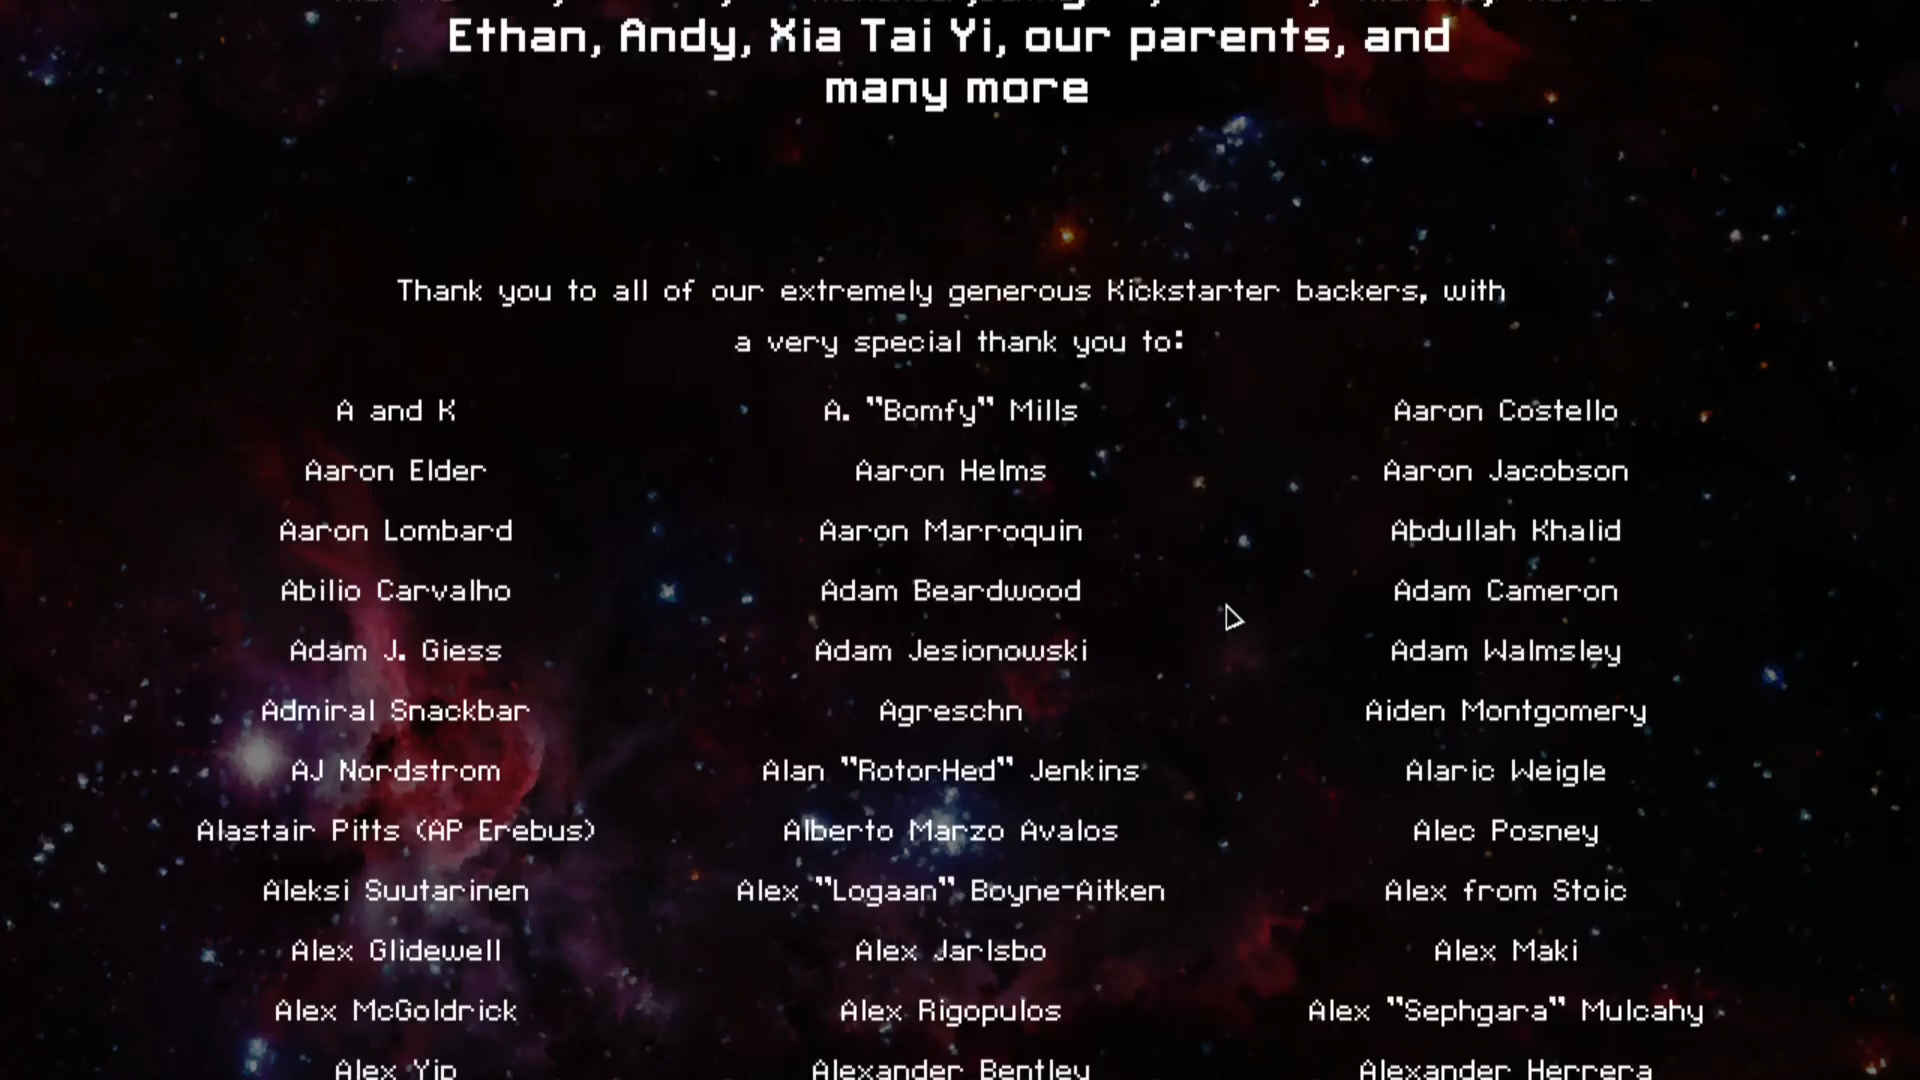 Ethan, Andy, Xia Tai Yi, our parents, and
many more
Thank you to all of our extremely generous Kickstarter backers, with
a very special thank you to:
A and K A. "Bomfy" Mills Aaron Costello
Aaron Elder Aaron Helms Aaron Jacobson
Aaron Lombard Aaron Marroquin Abdullah Khalid
Abilio Carvalho Adam Beardwood Adam Cameron
Adam J. Giess Adam Jesionowski Adam Walmsley
Admiral Snackbar Agreschn Aiden Montgomery
AJ Nordstrom Alan "RotorHed" Jenkins Alaric Weigle
Alastair Pitts (AP Erebus) Alberto Marzo Avalos Alec Posney
Aleksi Suutarinen Alex "Logaan" Boyne-Aitken Alex from Stoic
Alex Glidewell Alex Jarlsbo Alex Maki
Alex McGoldrick Alex Rigopulos Alex "Sephgara" Mulcahy
Alex Yip Alexander Bentley Alexander Herrera